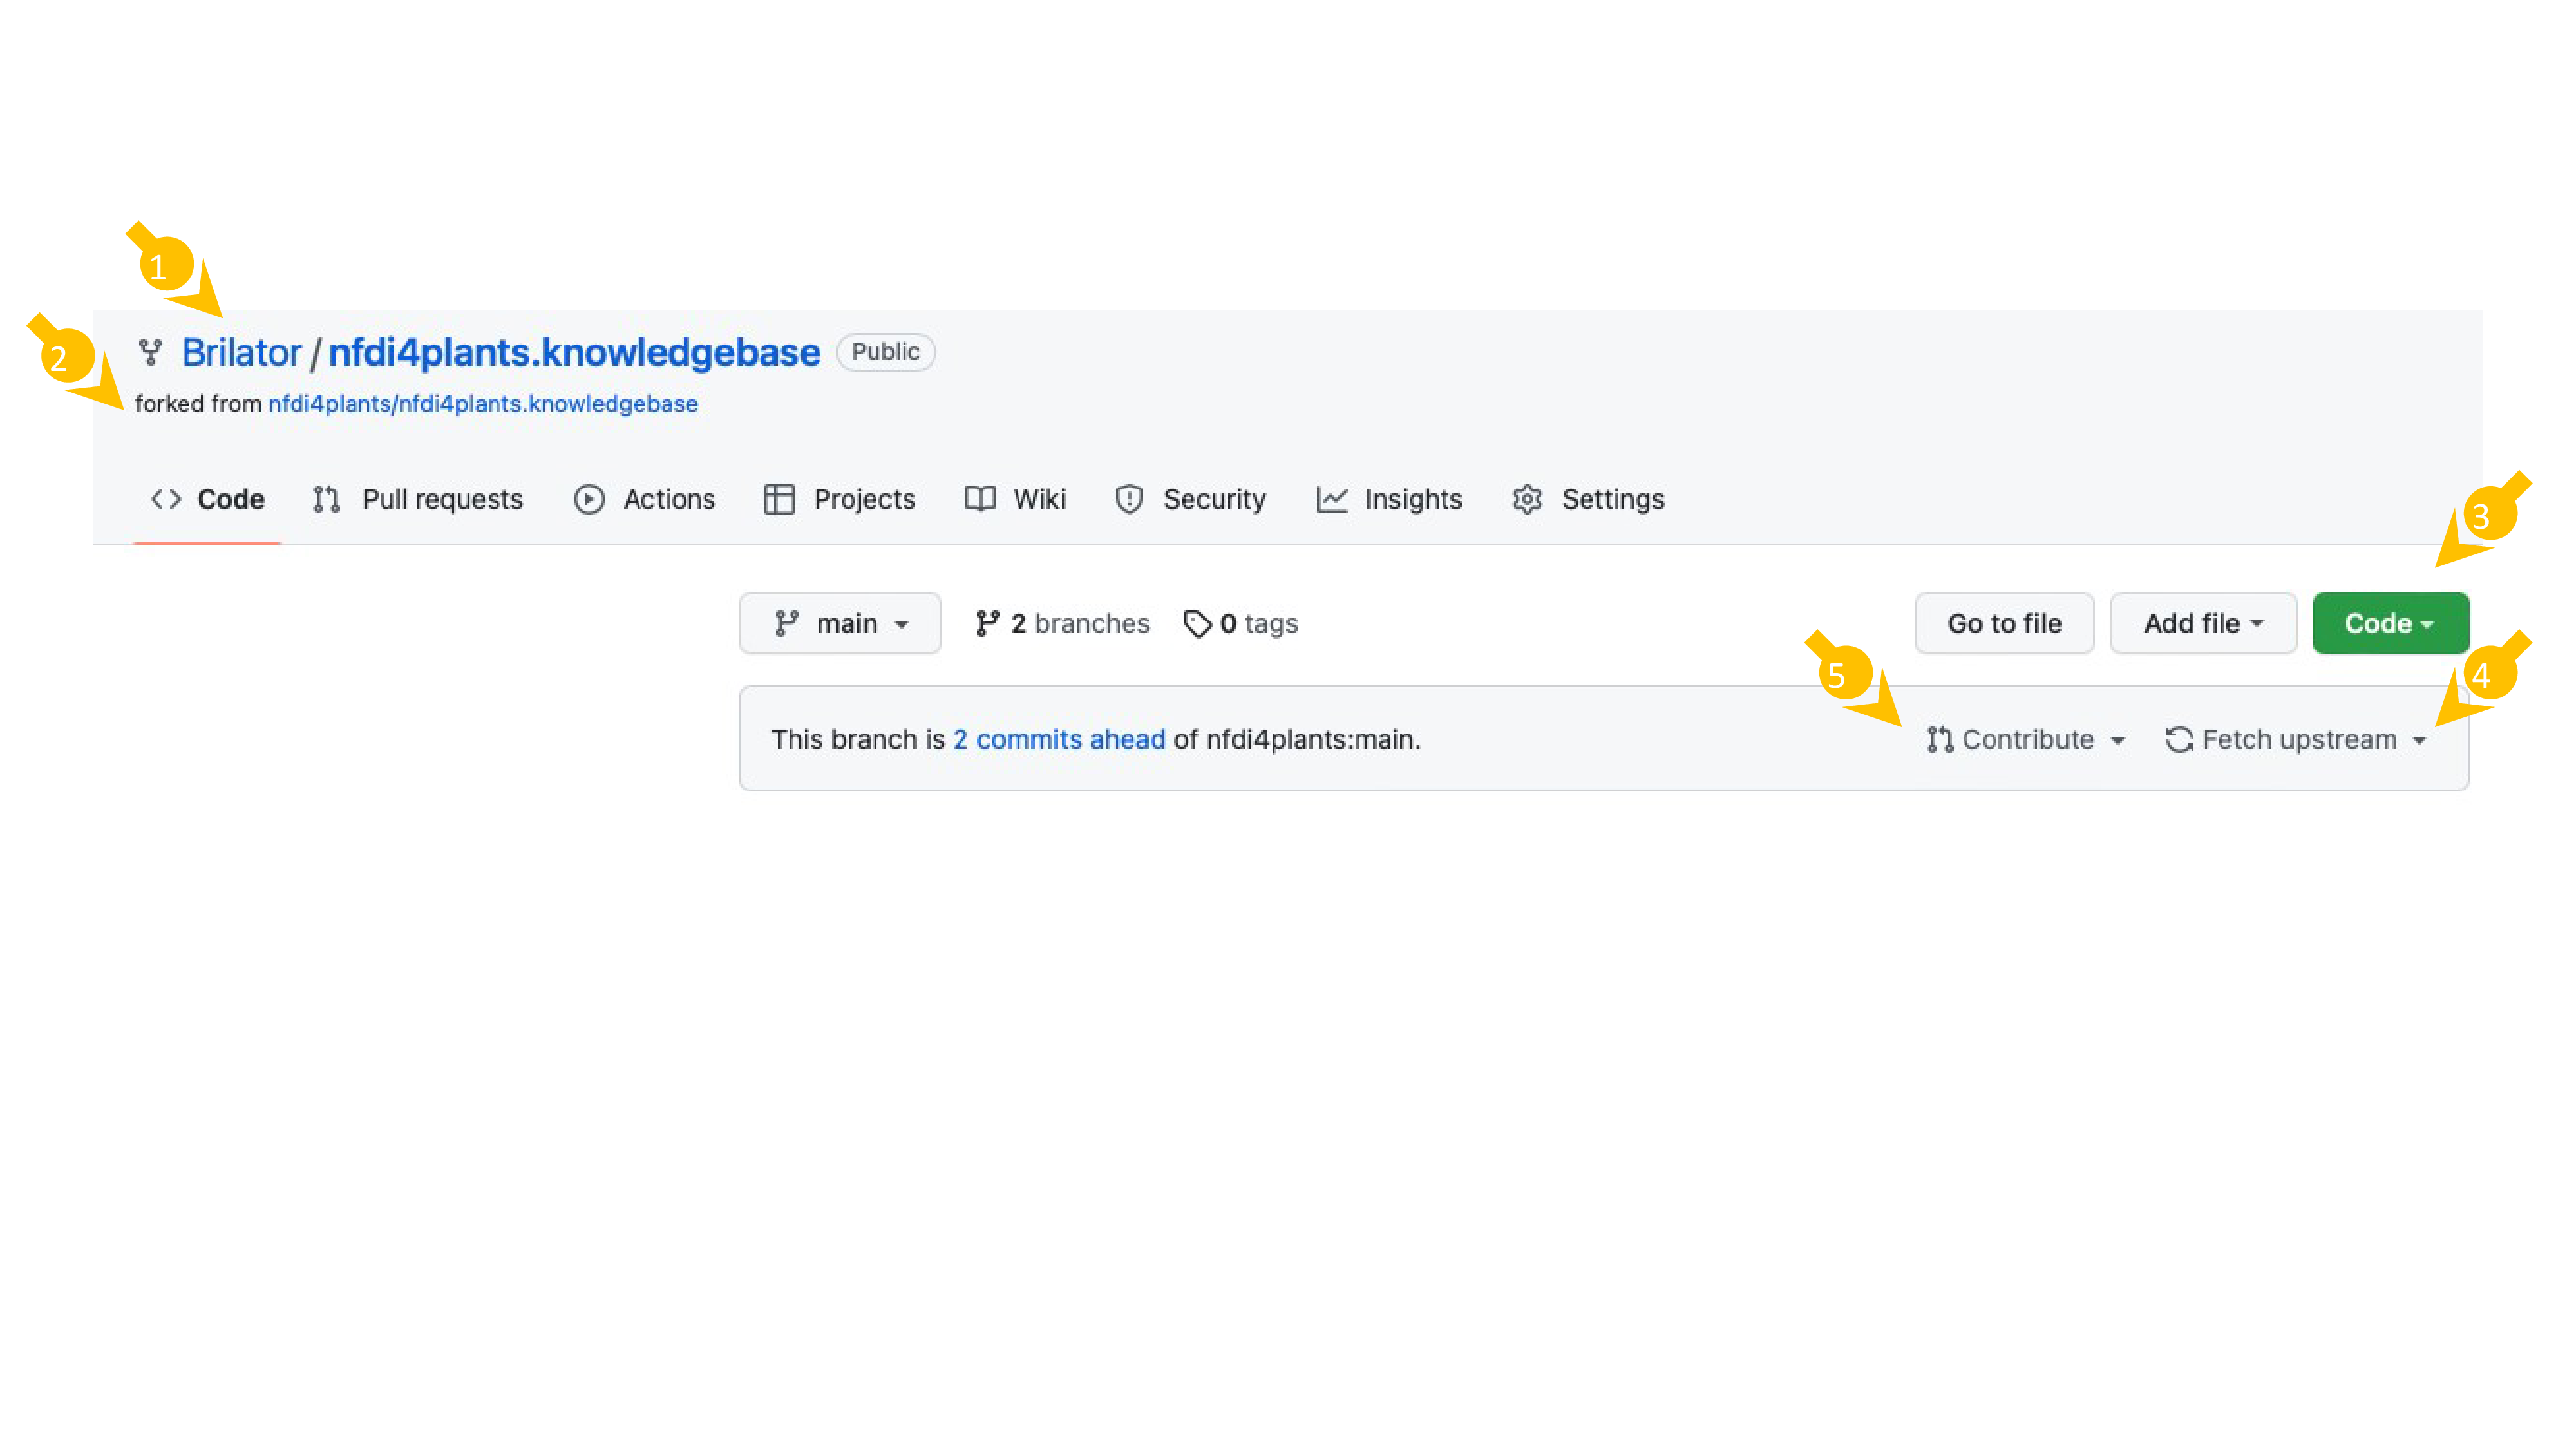 1
Brilator / nfdi4plants.knowledgebase Public
2
forked from nfdi4plants/nfdi4plants.knowledgebase
Code Pull requests Actions Projects Wiki Security Insights Settings
3
main 2 branches 0 tags Go to file Add file Code
5 4
This branch is 2 commits ahead of nfdi4plants:main. Contribute Fetch upstream